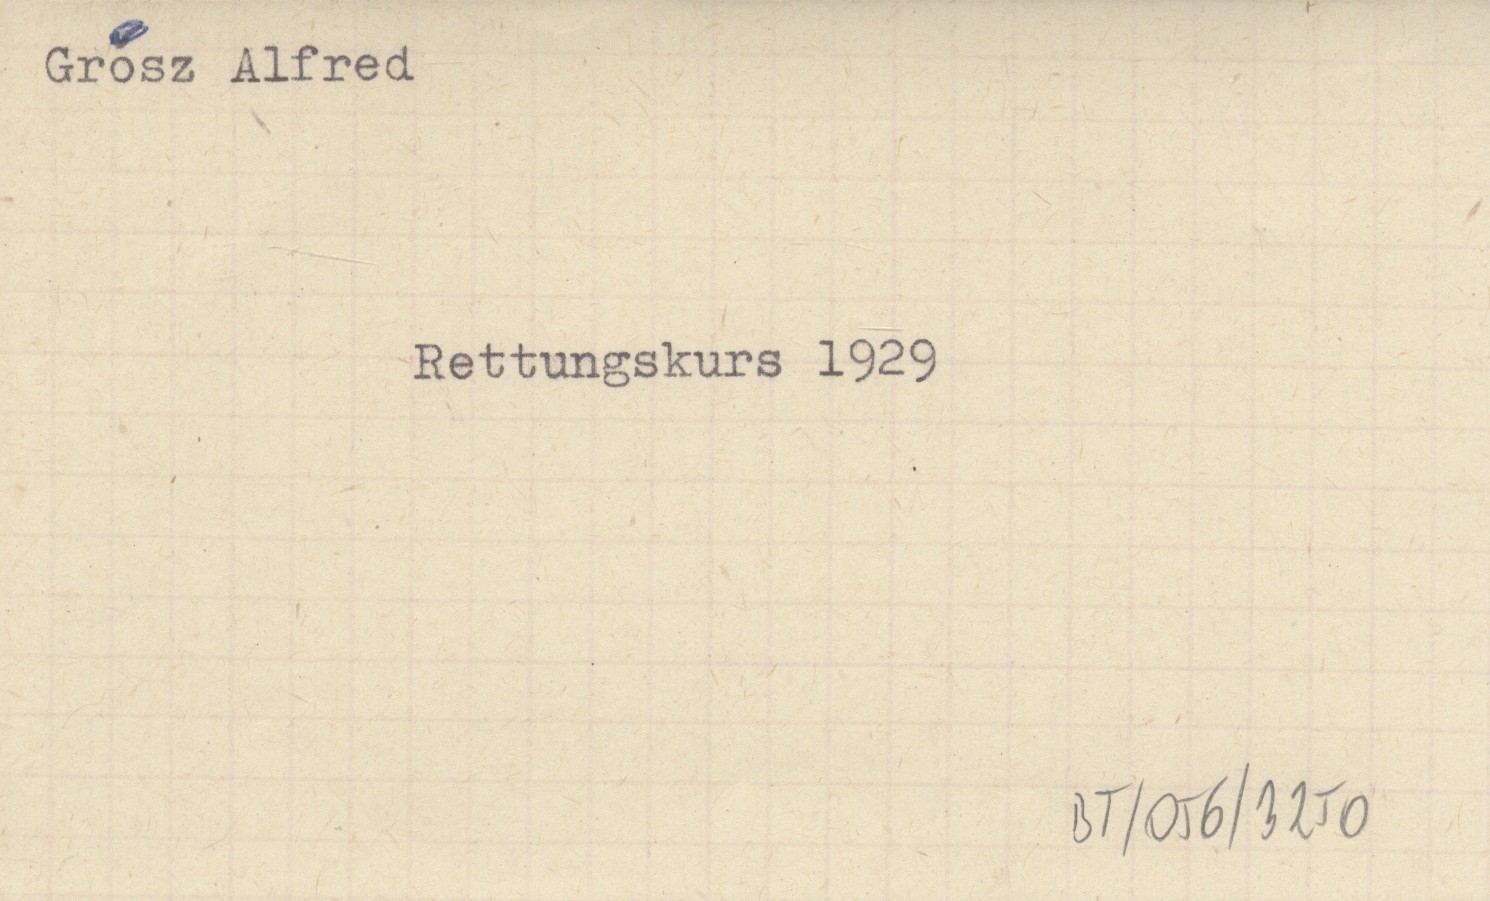 Grósz Alfred
Rettungskurs 1929
BT/056/3250